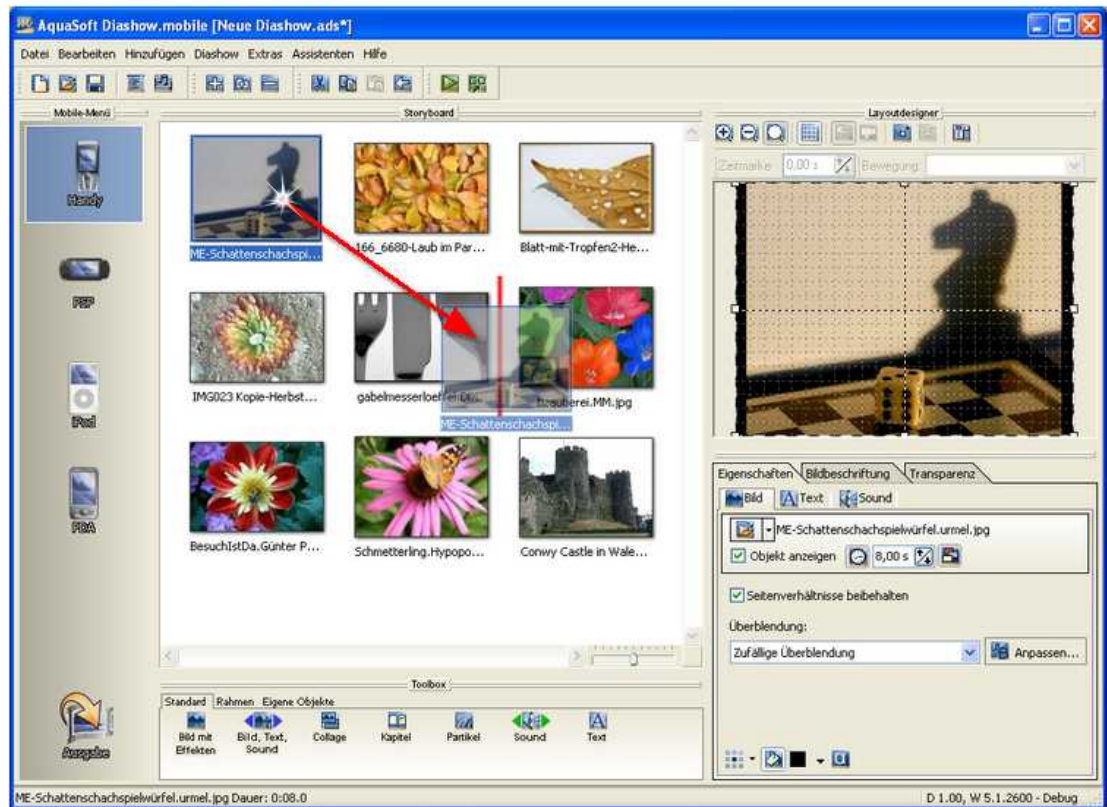 AquaSoft Diashow.mobile [Neue Diashow.ads*]
Datei Bearbeiten Hinzufügen Diashow Extras Assistenten Hilfe
Mobile-Menü
Storyboard
Layoutdesigner
Zeitmarke 0,00 s Bewegung
Handy
PSP
iPod
PDA
Ausgabe
ME-Schattenschachspi...
166_6680-Laub im Par...
Blatt-mit-Tropfen2-He...
IMG023 Kopie-Herbst...
gabelmesserloeffel
nzauberei.MM.jpg
ME-Schattenschachspi...
BesuchIstDa.Günter P...
Schmetterling.Hypopo...
Conwy Castle in Wale...
Toolbox
Standard Rahmen Eigene Objekte
Bild mit Effekten
Bild, Text, Sound
Collage
Kapitel
Partikel
Sound
Text
Eigenschaften Bildbeschriftung Transparenz
Bild Text Sound
ME-Schattenschachspielwürfel.urmel.jpg
Objekt anzeigen 8,00 s
Seitenverhältnisse beibehalten
Überblendung:
Zufällige Überblendung Anpassen...
ME-Schattenschachspielwürfel.urmel.jpg Dauer: 0:08.0
D 1.00, W 5.1.2600 - Debug